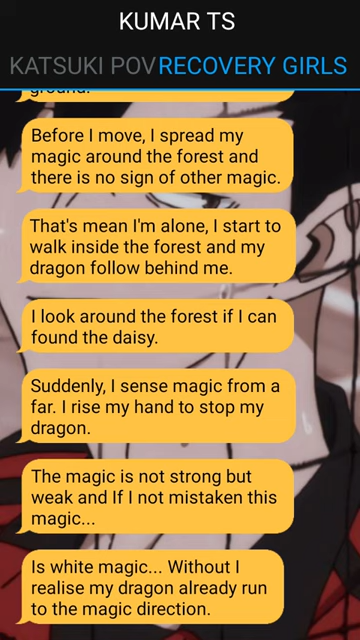 KUMAR TS
KATSUKI POV RECOVERY GIRLS
ground.
Before I move, I spread my
magic around the forest and
there is no sign of other magic.
That's mean I'm alone, I start to
walk inside the forest and my
dragon follow behind me.
I look around the forest if I can
found the daisy.
Suddenly, I sense magic from a
far. I rise my hand to stop my
dragon.
The magic is not strong but
weak and If I not mistaken this
magic...
Is white magic... Without I
realise my dragon already run
to the magic direction.